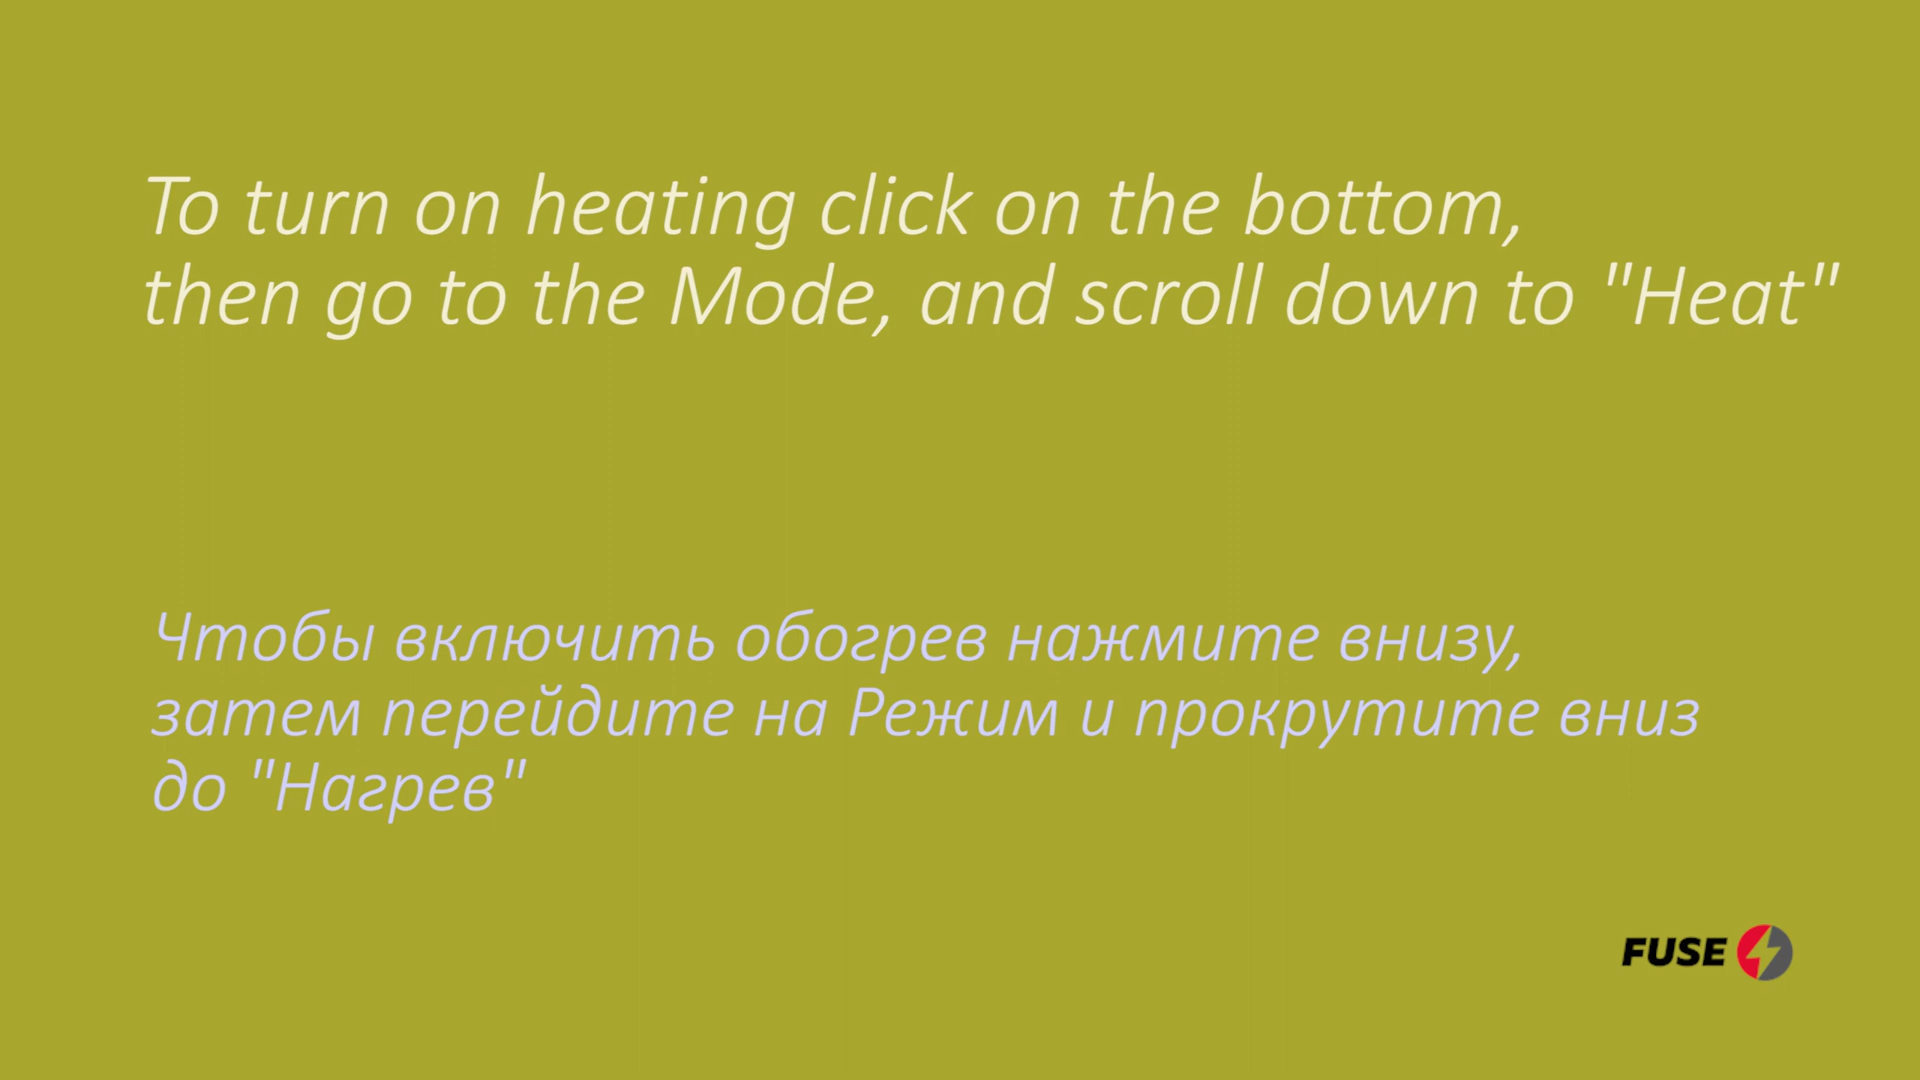 To turn on heating click on the bottom,
then go to the Mode, and scroll down to "Heat"
Чтобы включить обогрев нажмите внизу,
затем перейдите на Режим и прокрутите вниз
до "Нагрев"
FUSE